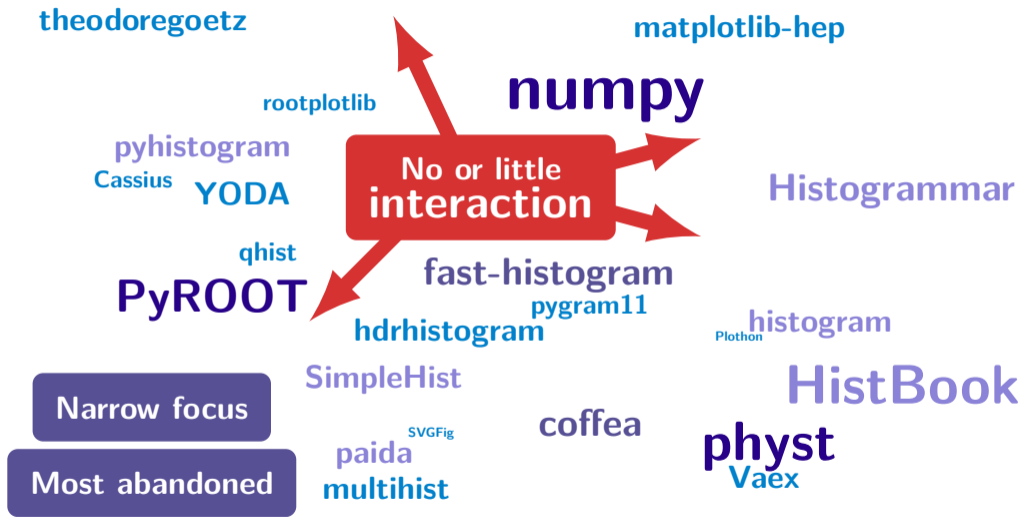 theodoregoetz
matplotlib-hep
numpy
rootplotlib
pyhistogram
No or little
interaction
Cassius
YODA
Histogrammar
qhist
fast-histogram
PyROOT
pygram11
hdrhistogram
histogram
Plothon
SimpleHist
HistBook
Narrow focus
coffea
SVGFig
physt
paida
Vaex
Most abandoned
multihist